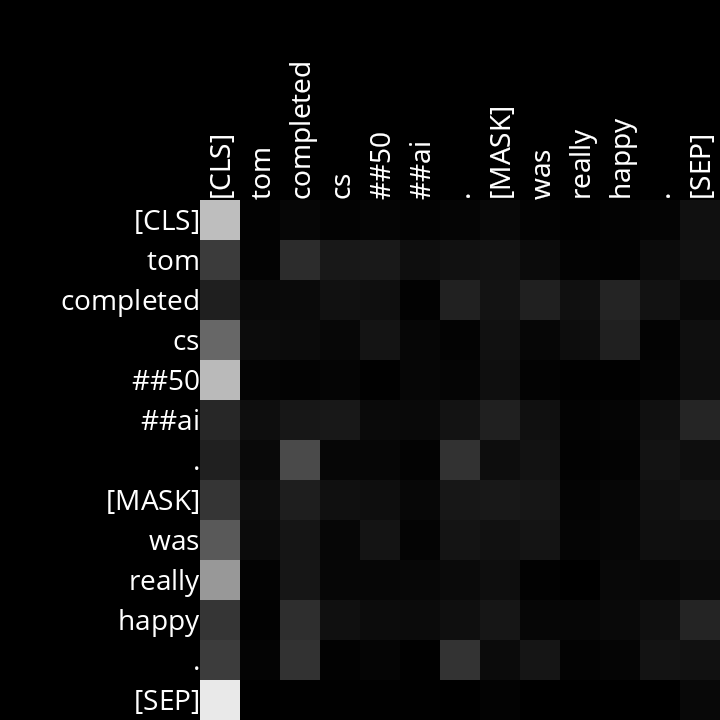 [CLS] tom completed cs ##50 ##ai . [MASK] was really happy . [SEP]
[CLS]
tom
completed
cs
##50
##ai
.
[MASK]
was
really
happy
.
[SEP]